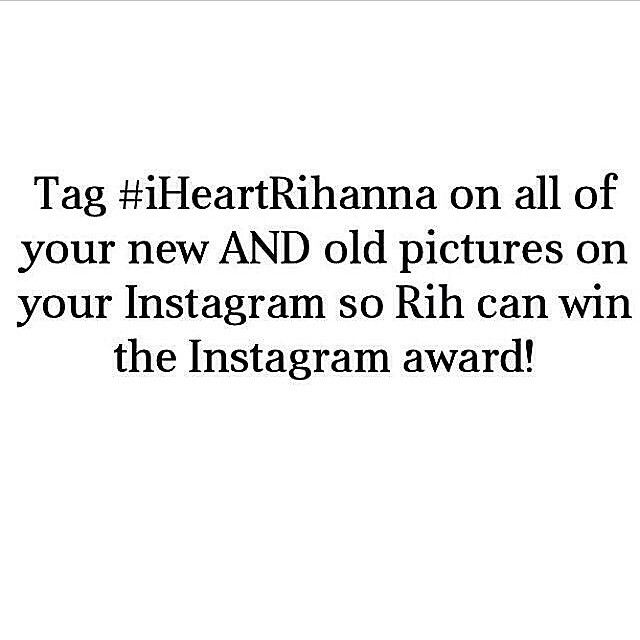 Tag #iHeartRihanna on all of
your new AND old pictures on
your Instagram so Rih can win
the Instagram award!